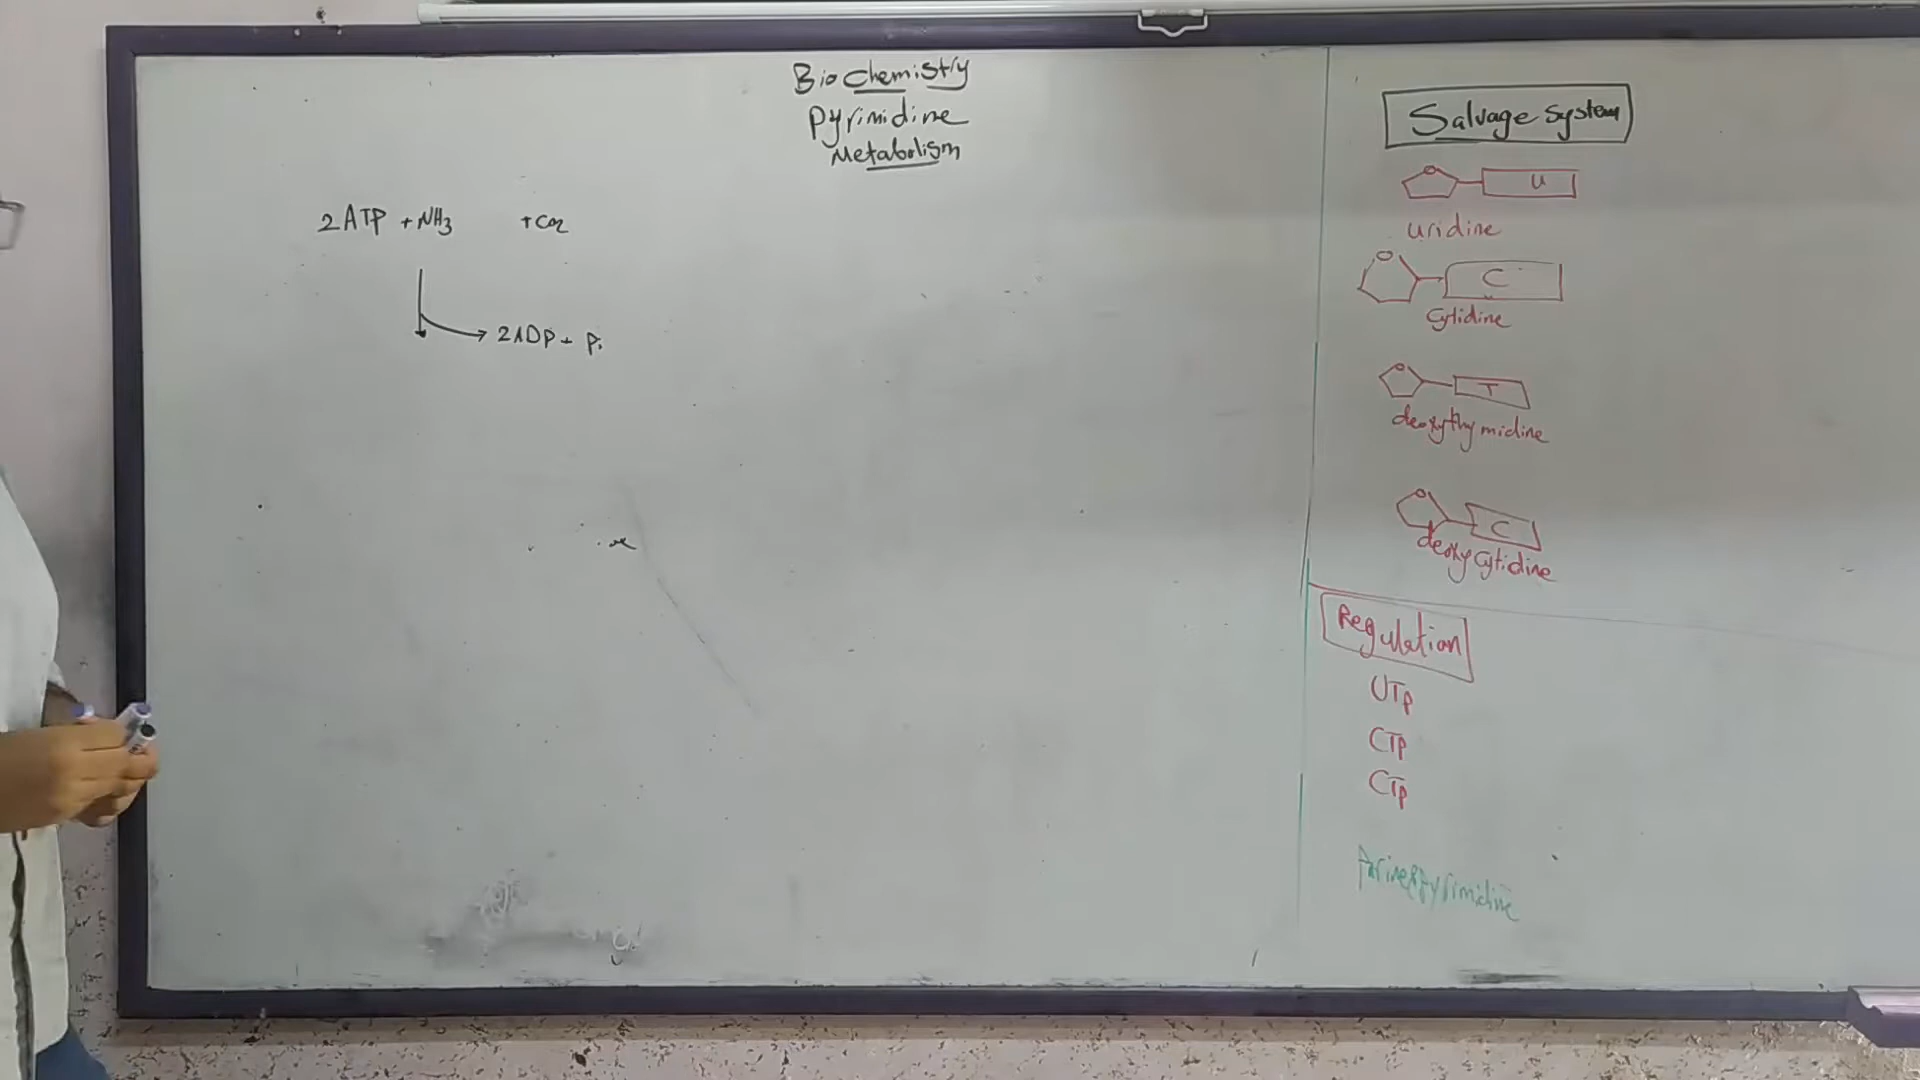 BioChemistry
Pyrimidine
Metabolism
2ATP + NH3 + CO2
2ADP + Pi
Salvage System
U
Uridine
C
Cytidine
T
deoxythymidine
C
deoxycytidine
Regulation
UTP
CTP
CTP
Purine & Pyrimidine